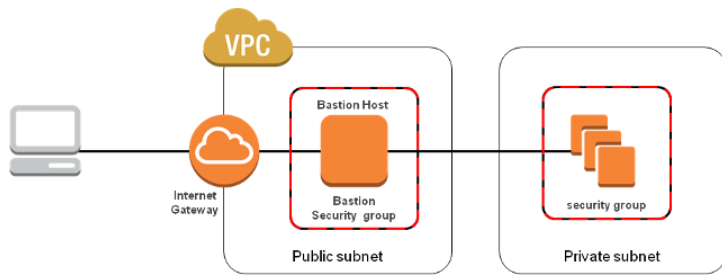 VPC
Bastion Host
Internet
Gateway
Bastion
Security group
security group
Public subnet
Private subnet